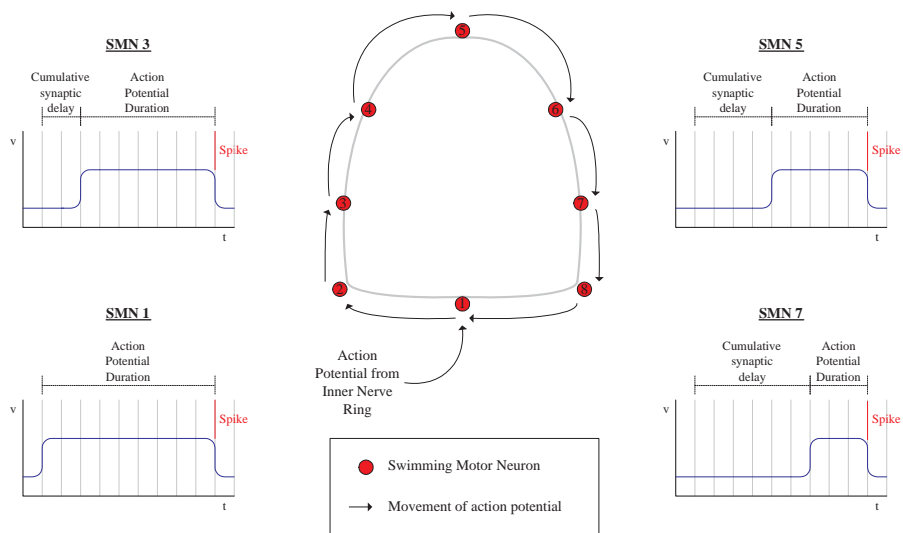 SMN 3
Cumulative
synaptic
delay
Action
Potential
Duration
v
Spike
t
SMN 1
Action
Potential
Duration
v
Spike
t
5
4
6
3
7
2
8
1
Action
Potential from
Inner Nerve
Ring
Swimming Motor Neuron
Movement of action potential
SMN 5
Cumulative
synaptic
delay
Action
Potential
Duration
v
Spike
t
SMN 7
Cumulative
synaptic
delay
Action
Potential
Duration
v
Spike
t